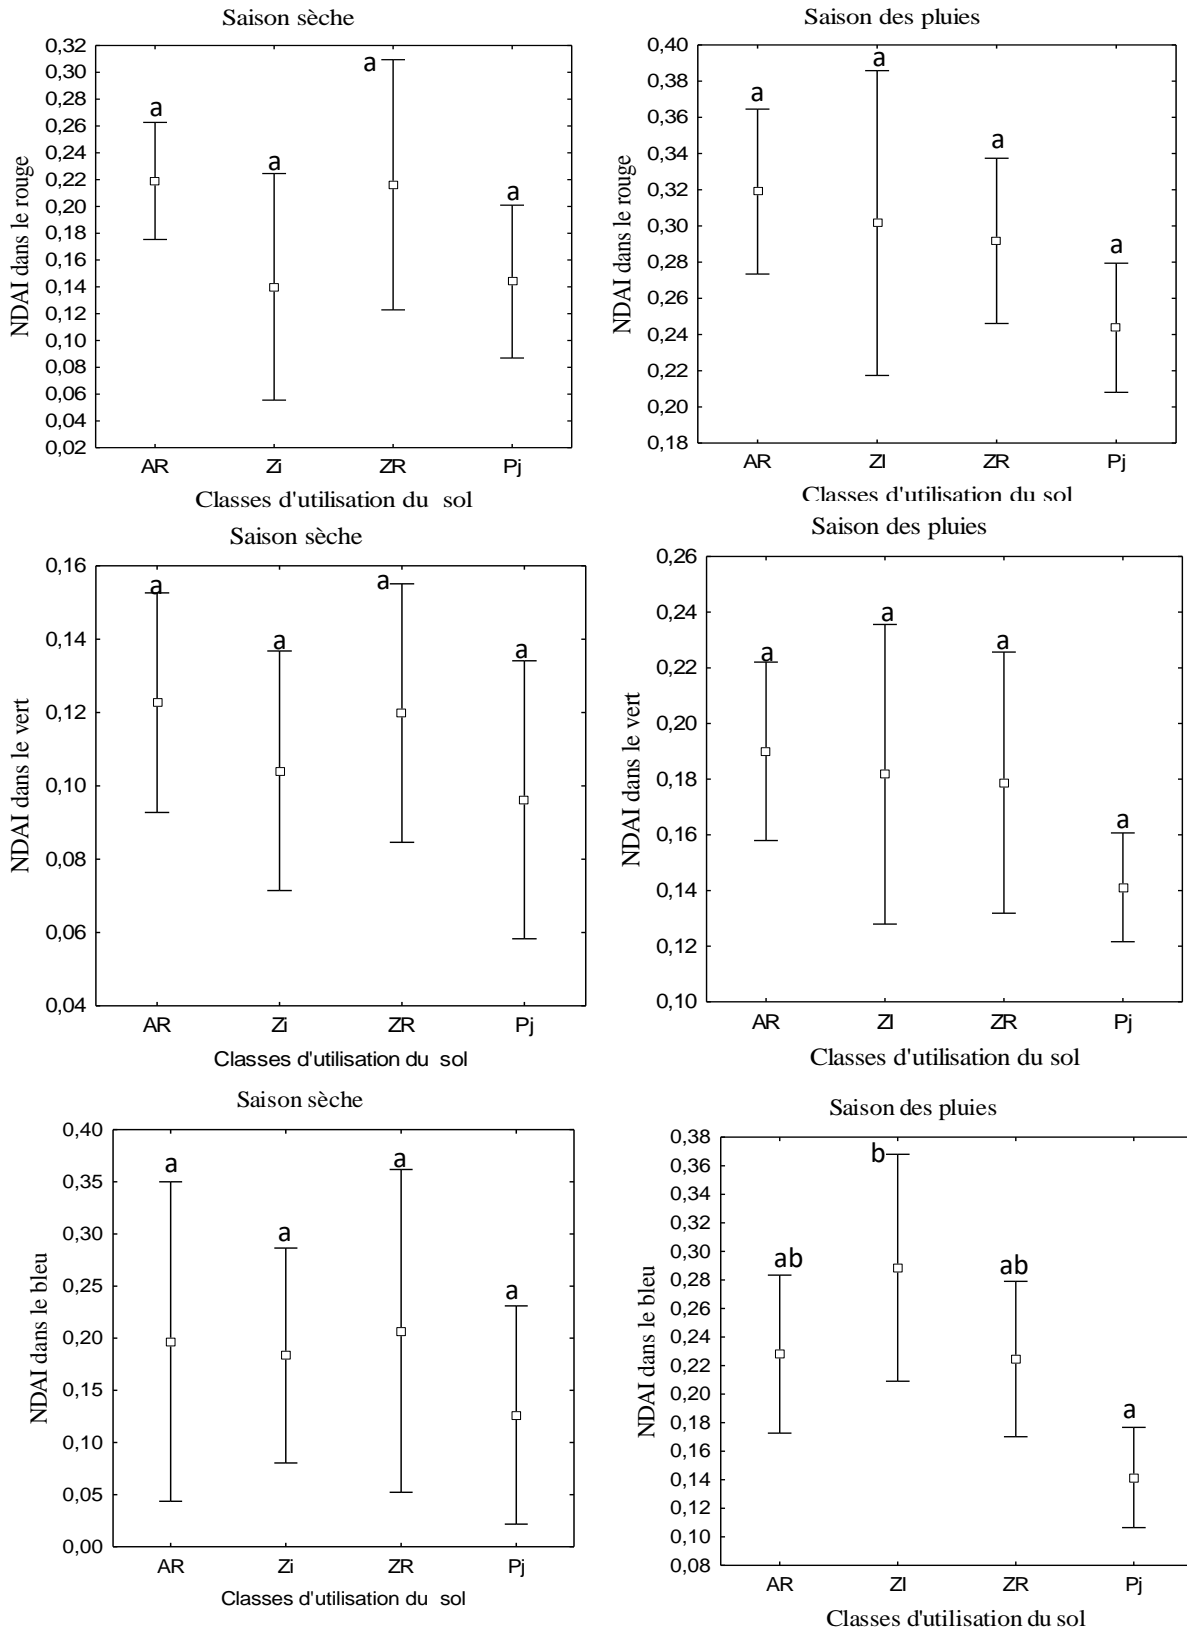 Saison sèche
NDAI dans le rouge
0,32
0,30
0,28
0,26
0,24
0,22
0,20
0,18
0,16
0,14
0,12
0,10
0,08
0,06
0,04
0,02
a
a
a
a
AR Zi ZR Pj
Classes d'utilisation du sol
Saison des pluies
NDAI dans le rouge
0,40
0,38
0,36
0,34
0,32
0,30
0,28
0,26
0,24
0,22
0,20
0,18
a
a
a
a
AR ZI ZR Pj
Classes d'utilisation du sol
Saison sèche
NDAI dans le vert
0,16
0,14
0,12
0,10
0,08
0,06
0,04
a
a
a
a
AR Zi ZR Pj
Classes d'utilisation du sol
Saison des pluies
NDAI dans le vert
0,26
0,24
0,22
0,20
0,18
0,16
0,14
0,12
0,10
a
a
a
a
AR ZI ZR Pj
Classes d'utilisation du sol
Saison sèche
NDAI dans le bleu
0,40
0,35
0,30
0,25
0,20
0,15
0,10
0,05
0,00
a
a
a
a
AR Zi ZR Pj
Classes d'utilisation du sol
Saison des pluies
NDAI dans le bleu
0,38
0,36
0,34
0,32
0,30
0,28
0,26
0,24
0,22
0,20
0,18
0,16
0,14
0,12
0,10
0,08
ab
b
ab
a
AR ZI ZR Pj
Classes d'utilisation du sol